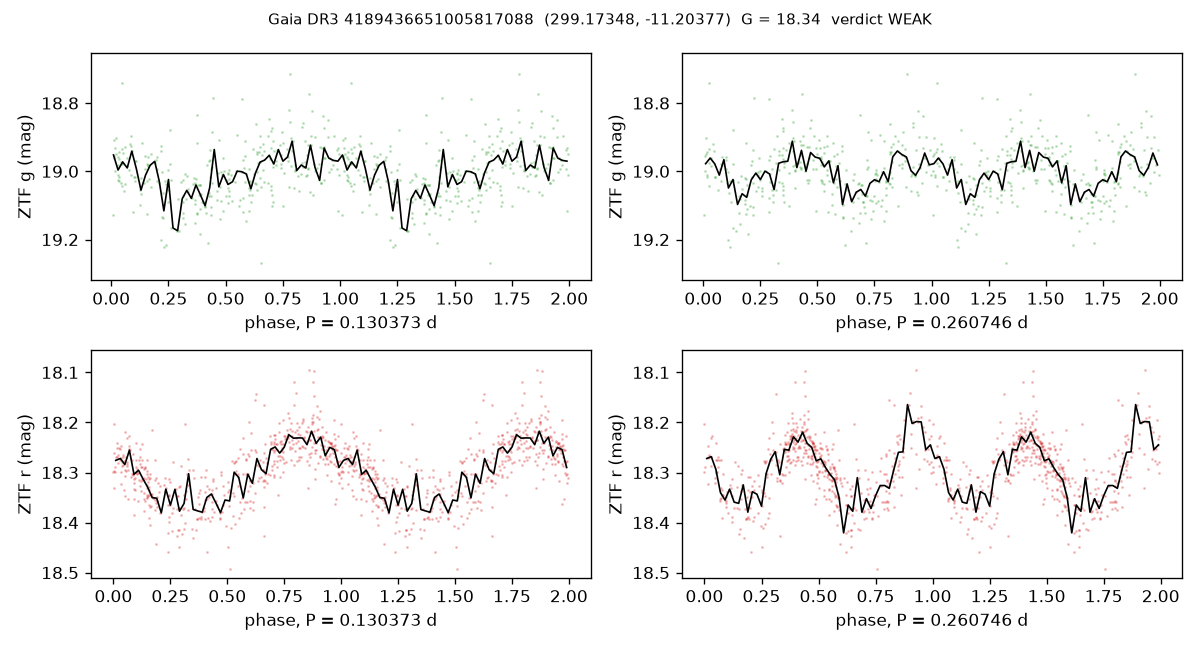 Gaia DR3 4189436651005817088  (299.17348, -11.20377)  G = 18.34  verdict WEAK
ZTF g (mag)
18.8
19.0
19.2
0.00 0.25 0.50 0.75 1.00 1.25 1.50 1.75 2.00
phase, P = 0.130373 d
ZTF g (mag)
18.8
19.0
19.2
0.00 0.25 0.50 0.75 1.00 1.25 1.50 1.75 2.00
phase, P = 0.260746 d
ZTF r (mag)
18.1
18.2
18.3
18.4
18.5
0.00 0.25 0.50 0.75 1.00 1.25 1.50 1.75 2.00
phase, P = 0.130373 d
ZTF r (mag)
18.1
18.2
18.3
18.4
18.5
0.00 0.25 0.50 0.75 1.00 1.25 1.50 1.75 2.00
phase, P = 0.260746 d